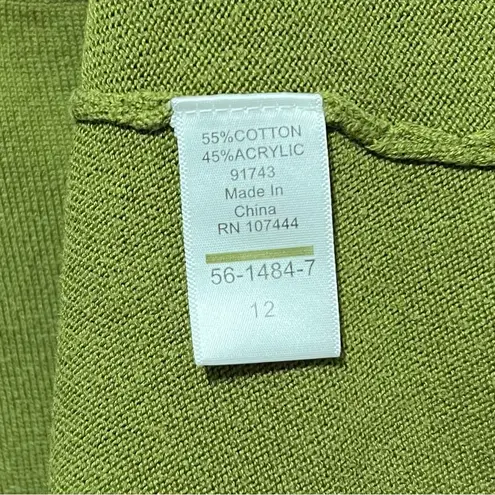 55%COTTON
45%ACRYLIC
91743
Made In
China
RN 107444
56-1484-7
12